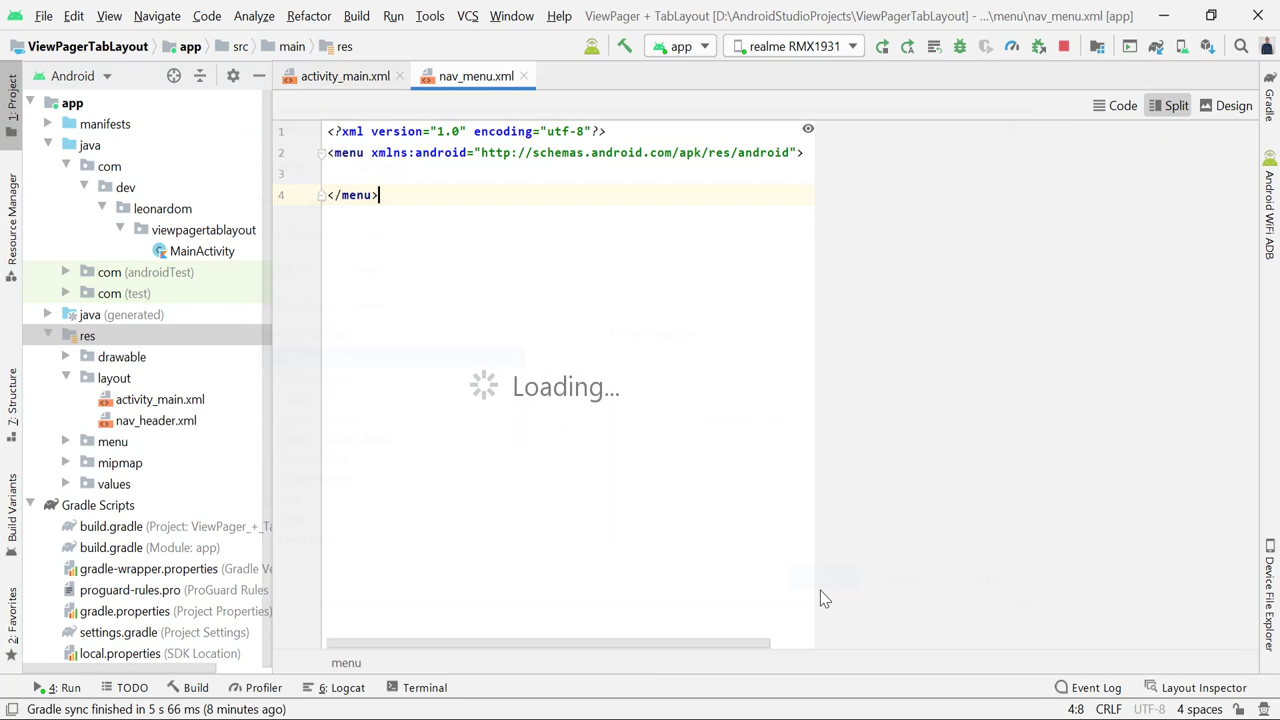 File Edit View Navigate Code Analyze Refactor Build Run Tools VCS Window Help ViewPager + TabLayout [D:\AndroidStudioProjects\ViewPagerTabLayout] - ...\menu\nav_menu.xml [app]
ViewPagerTabLayout app src main res app realme RMX1931
Android activity_main.xml nav_menu.xml
Code Split Design
1: Project
Resource Manager
Z: Structure
Build Variants
2: Favorites
app
manifests
java
com
dev
leonardom
viewpagertablayout
MainActivity
com (androidTest)
com (test)
java (generated)
res
drawable
layout
activity_main.xml
nav_header.xml
menu
mipmap
values
Gradle Scripts
build.gradle (Project: ViewPager_+_Ta
build.gradle (Module: app)
gradle-wrapper.properties (Gradle Ve
proguard-rules.pro (ProGuard Rules
gradle.properties (Project Properties)
settings.gradle (Project Settings)
local.properties (SDK Location)
1 <?xml version="1.0" encoding="utf-8"?>
2 <menu xmlns:android="http://schemas.android.com/apk/res/android">
3
4 </menu>
Loading...
menu
Gradle
Android WiFi ADB
Device File Explorer
4: Run TODO Build Profiler 6: Logcat Terminal Event Log Layout Inspector
Gradle sync finished in 5 s 66 ms (8 minutes ago) 4:8 CRLF UTF-8 4 spaces